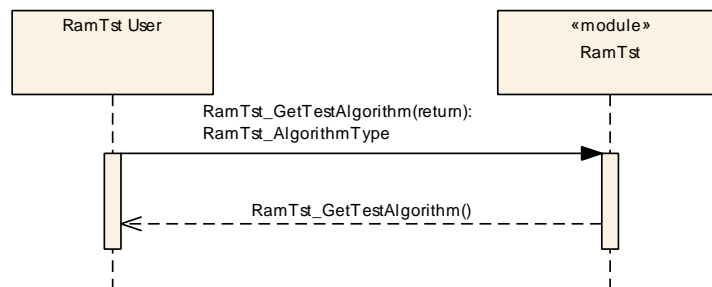 RamTst User
«module»
RamTst
RamTst_GetTestAlgorithm(return):
RamTst_AlgorithmType
RamTst_GetTestAlgorithm()